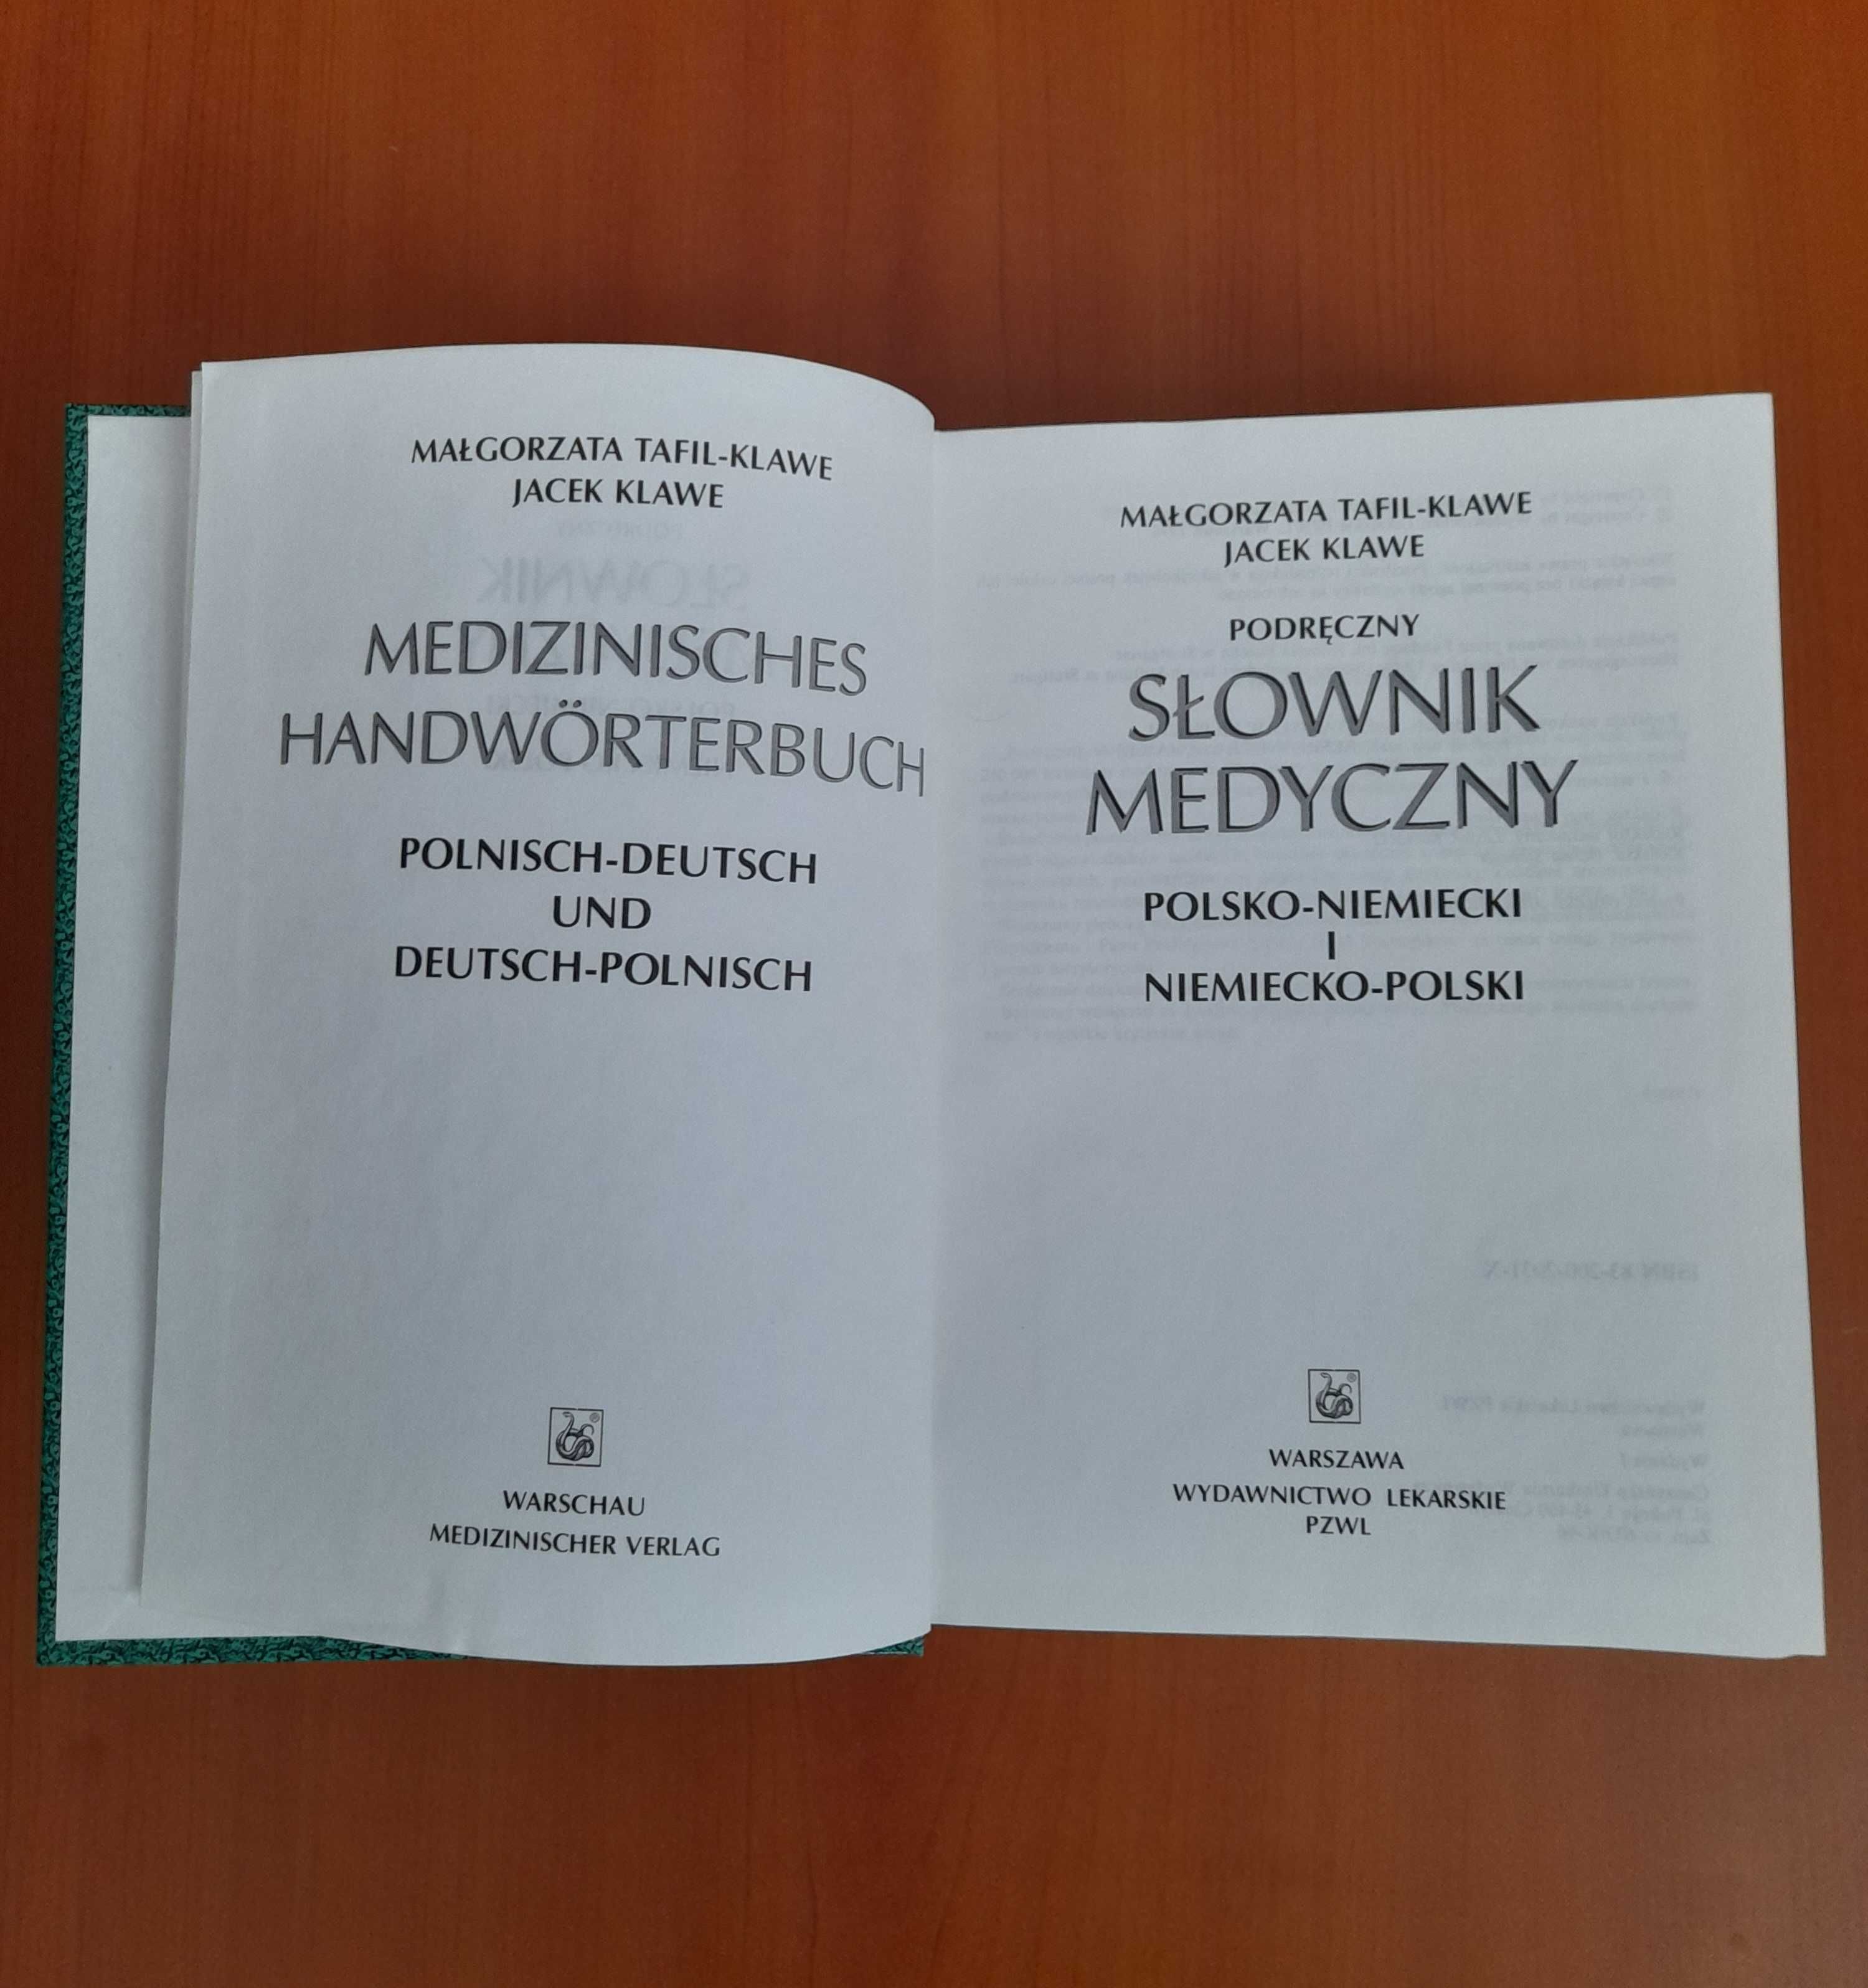 MAŁGORZATA TAFIL-KLAWE
JACEK KLAWE
MEDIZINISCHES
HANDWÖRTERBUCH
POLNISCH-DEUTSCH
UND
DEUTSCH-POLNISCH
WARSCHAU
MEDIZINISCHER VERLAG
MAŁGORZATA TAFIL-KLAWE
JACEK KLAWE
PODRĘCZNY
SŁOWNIK
MEDYCZNY
POLSKO-NIEMIECKI
I
NIEMIECKO-POLSKI
WARSZAWA
WYDAWNICTWO LEKARSKIE
PZWL